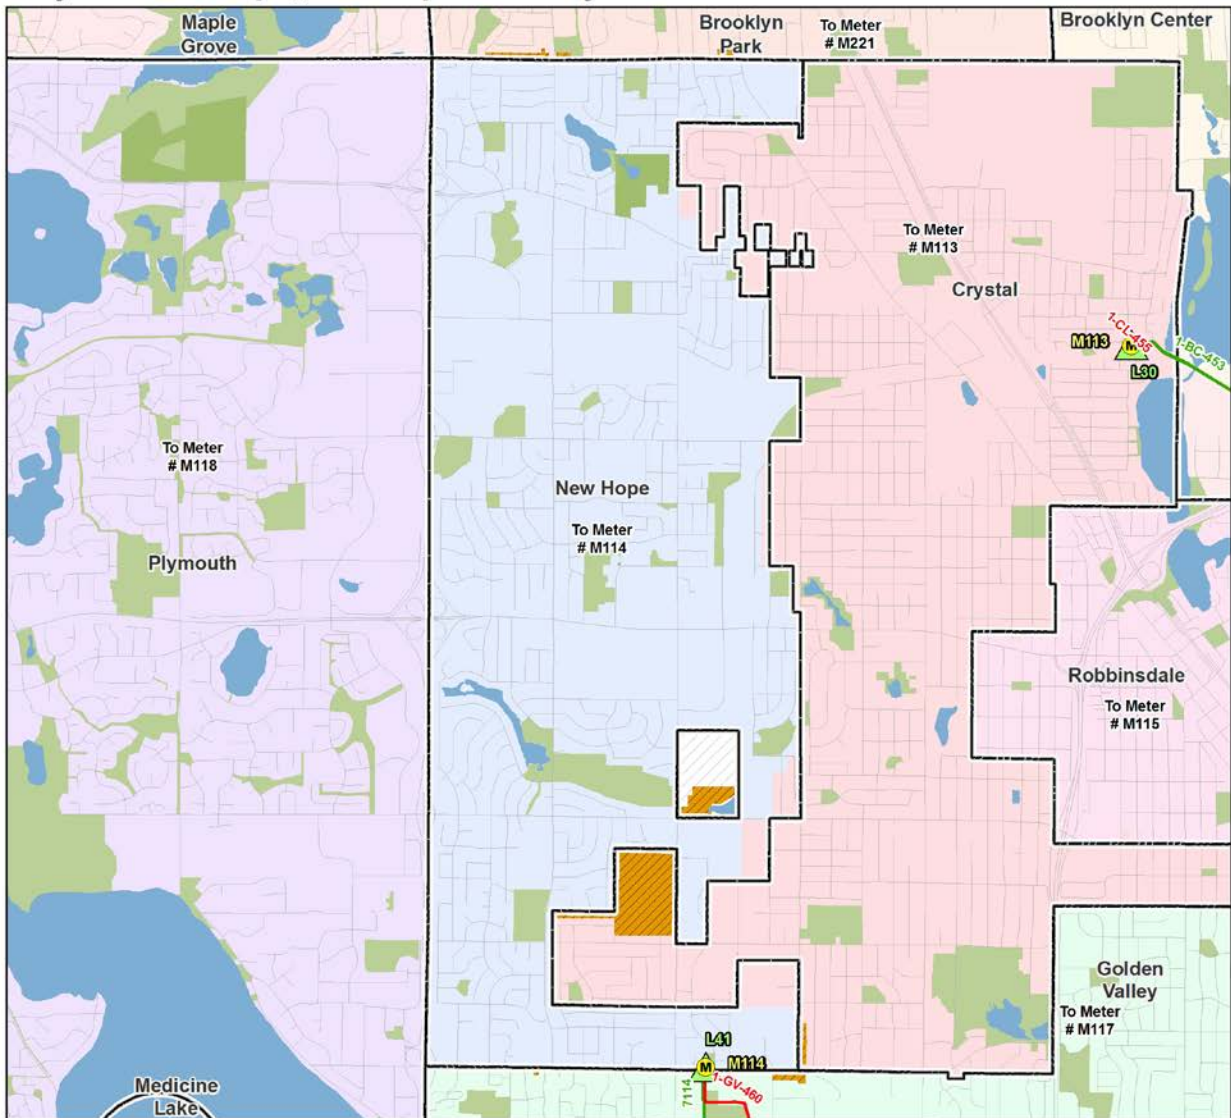 Maple
Grove
Brooklyn
Park
To Meter
# M221
Brooklyn Center
To Meter
# M113
Crystal
1-CL-455
1-BC-453
M113
M
L30
To Meter
# M118
New Hope
To Meter
# M114
Plymouth
Robbinsdale
To Meter
# M115
Golden
Valley
To Meter
# M117
L41
M
M114
7114
1-GV-460
Medicine
Lake